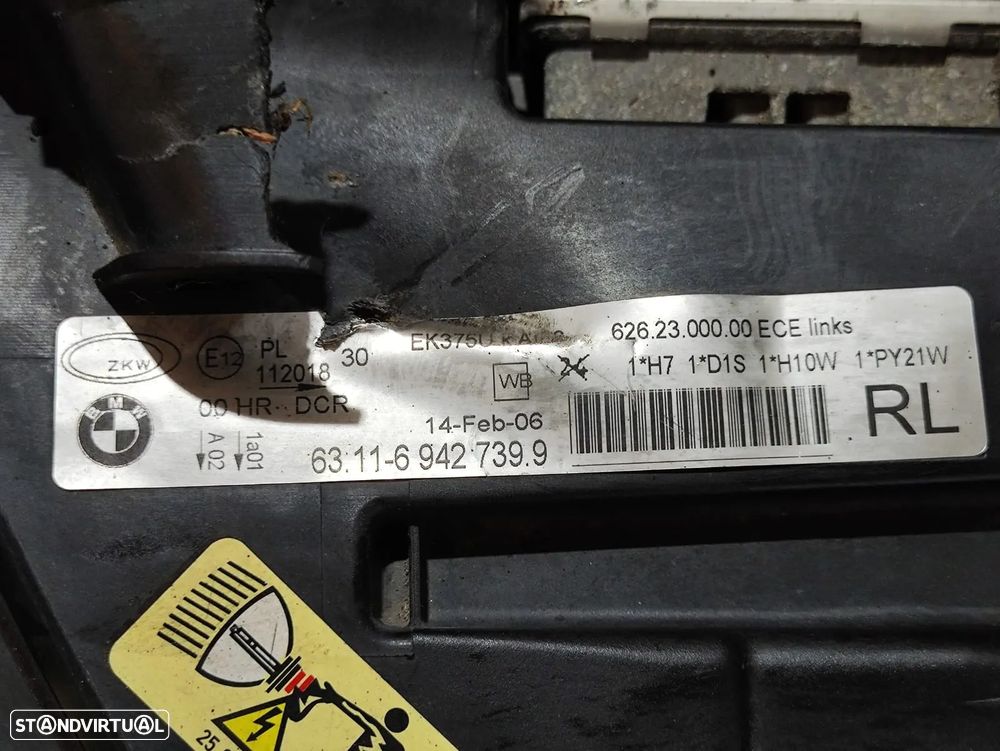 ZKW
E12 PL 30
112018
00 HR DCR
A 02
1a01
BMW
63.11-6 942 739.9
14-Feb-06
WB
626.23.000.00 ECE links
1*H7 1*D1S 1*H10W 1*PY21W
RL
STANDVIRTUAL